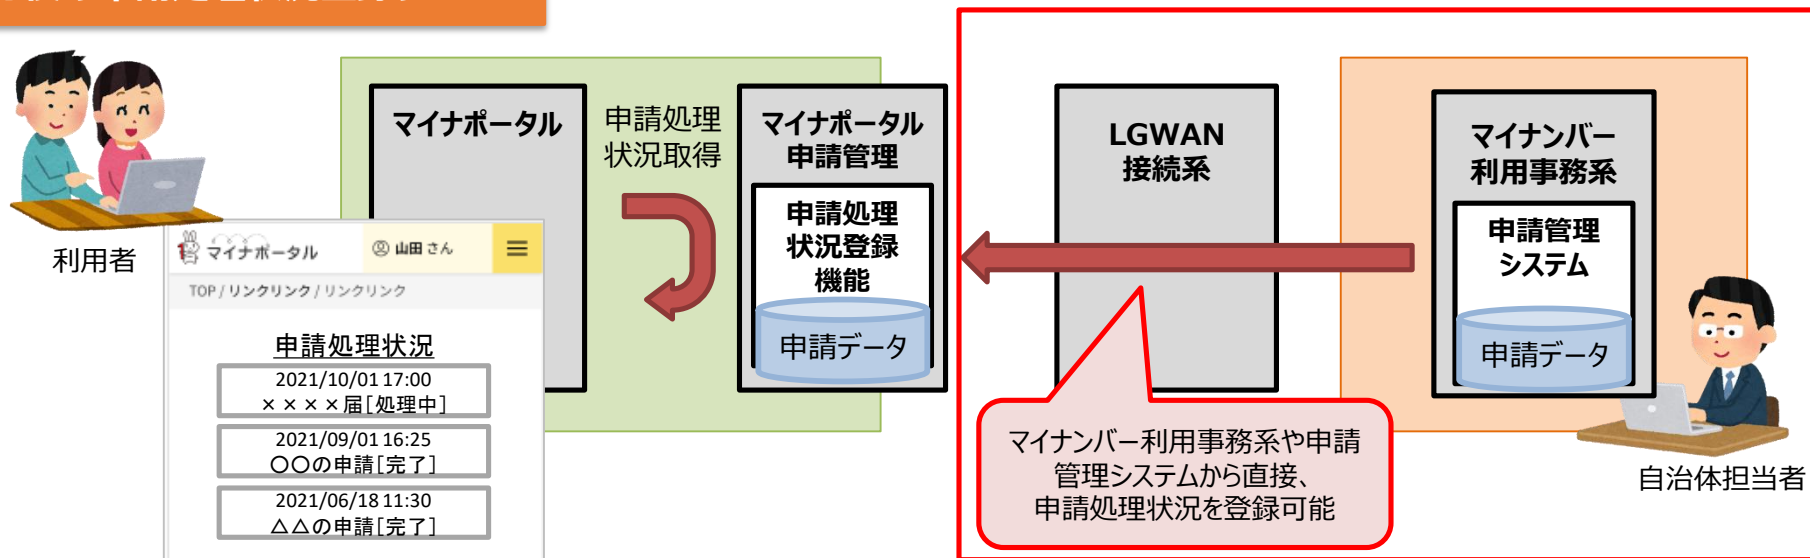 利用者
マイナポータル
申請処理
状況取得
マイナポータル
申請管理
申請処理
状況登録
機能
申請データ
LGWAN
接続系
マイナンバー
利用事務系
申請管理
システム
申請データ
自治体担当者
マイナンバー利用事務系や申請
管理システムから直接、
申請処理状況を登録可能
マイナポータル
山田 さん
TOP / リンクリンク / リンクリンク
申請処理状況
2021/10/01 17:00
××××届[処理中]
2021/09/01 16:25
〇〇の申請[完了]
2021/06/18 11:30
△△の申請[完了]